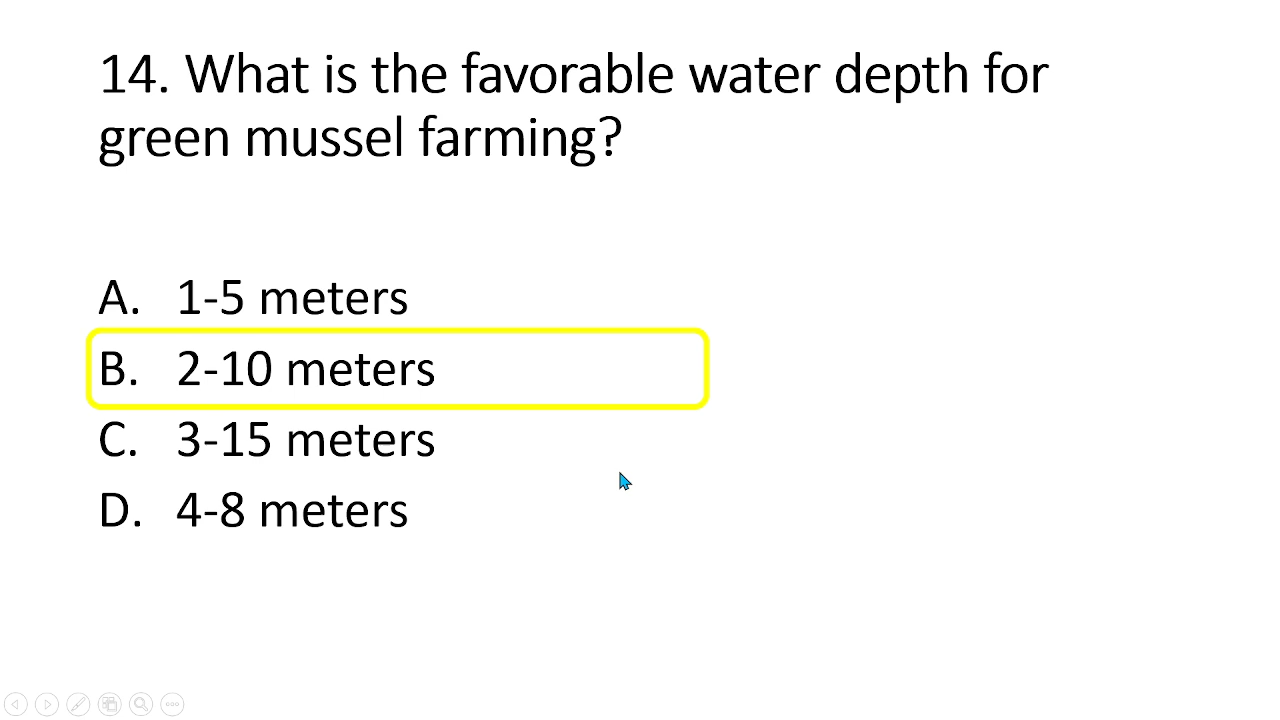 14. What is the favorable water depth for
green mussel farming?
A. 1-5 meters
B. 2-10 meters
C. 3-15 meters
D. 4-8 meters